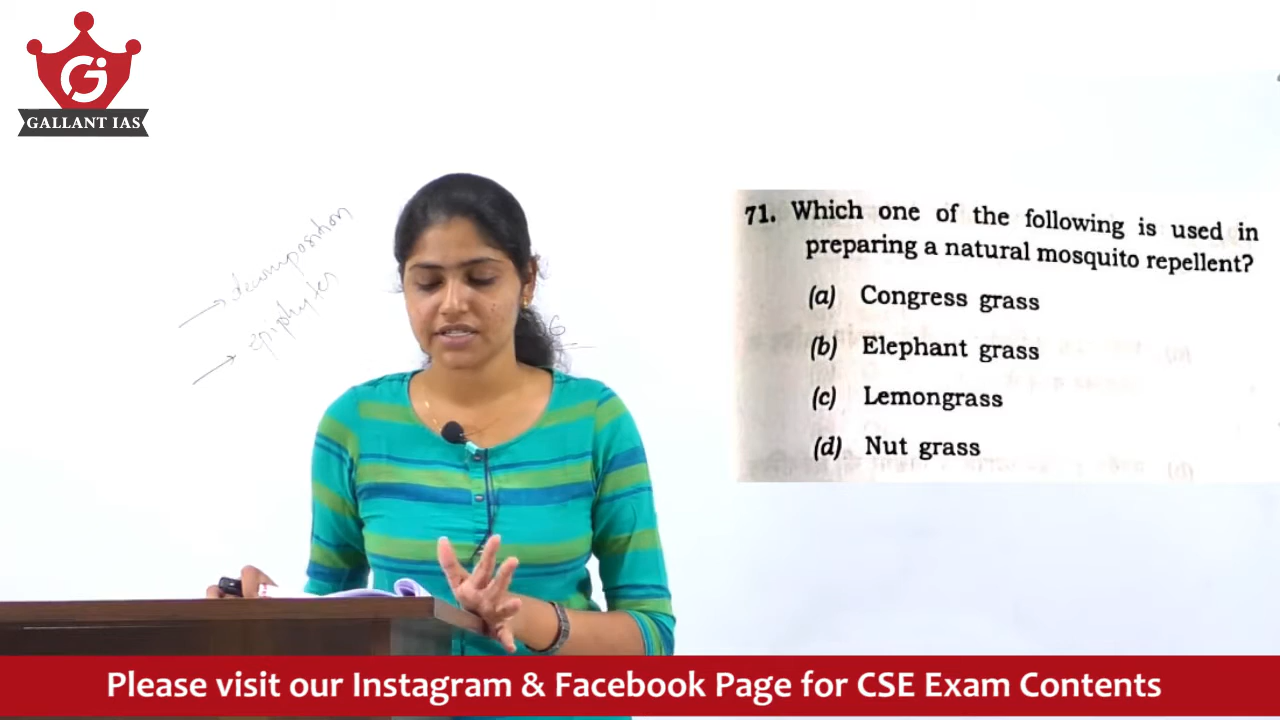 GALLANT IAS
decomposition
epiphytes
71. Which one of the following is used in
preparing a natural mosquito repellent?
(a) Congress grass
(b) Elephant grass
(c) Lemongrass
(d) Nut grass
Please visit our Instagram & Facebook Page for CSE Exam Contents